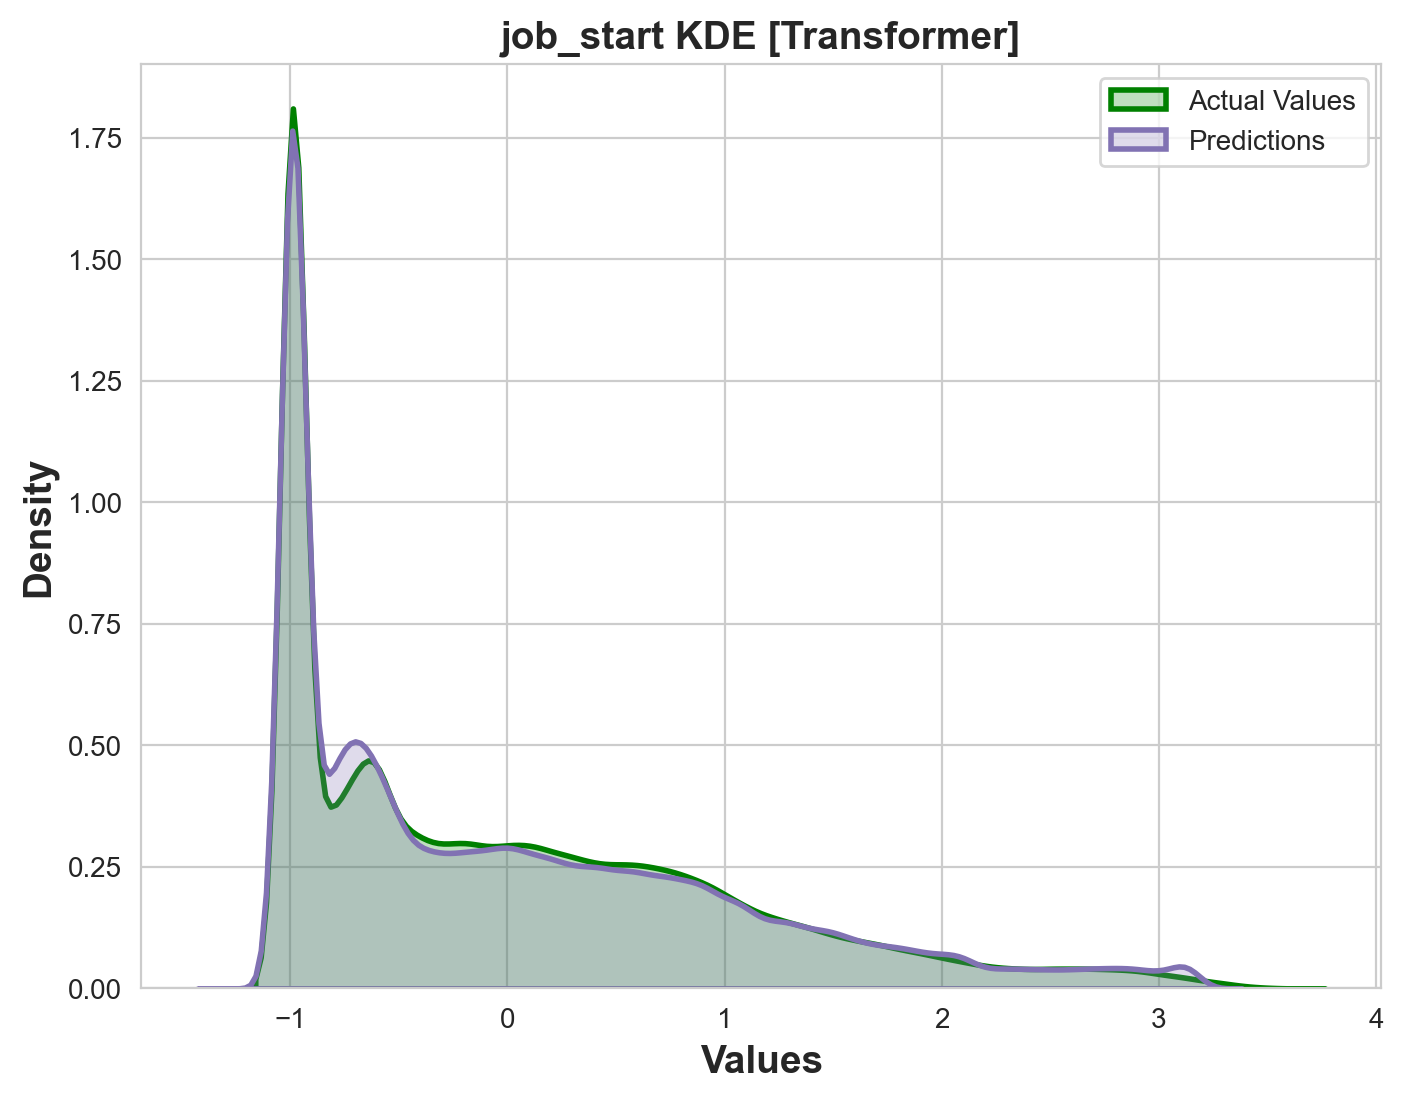 job_start KDE [Transformer]
Actual Values
Predictions
Density
1.75
1.50
1.25
1.00
0.75
0.50
0.25
0.00
−1
0
1
2
3
4
Values